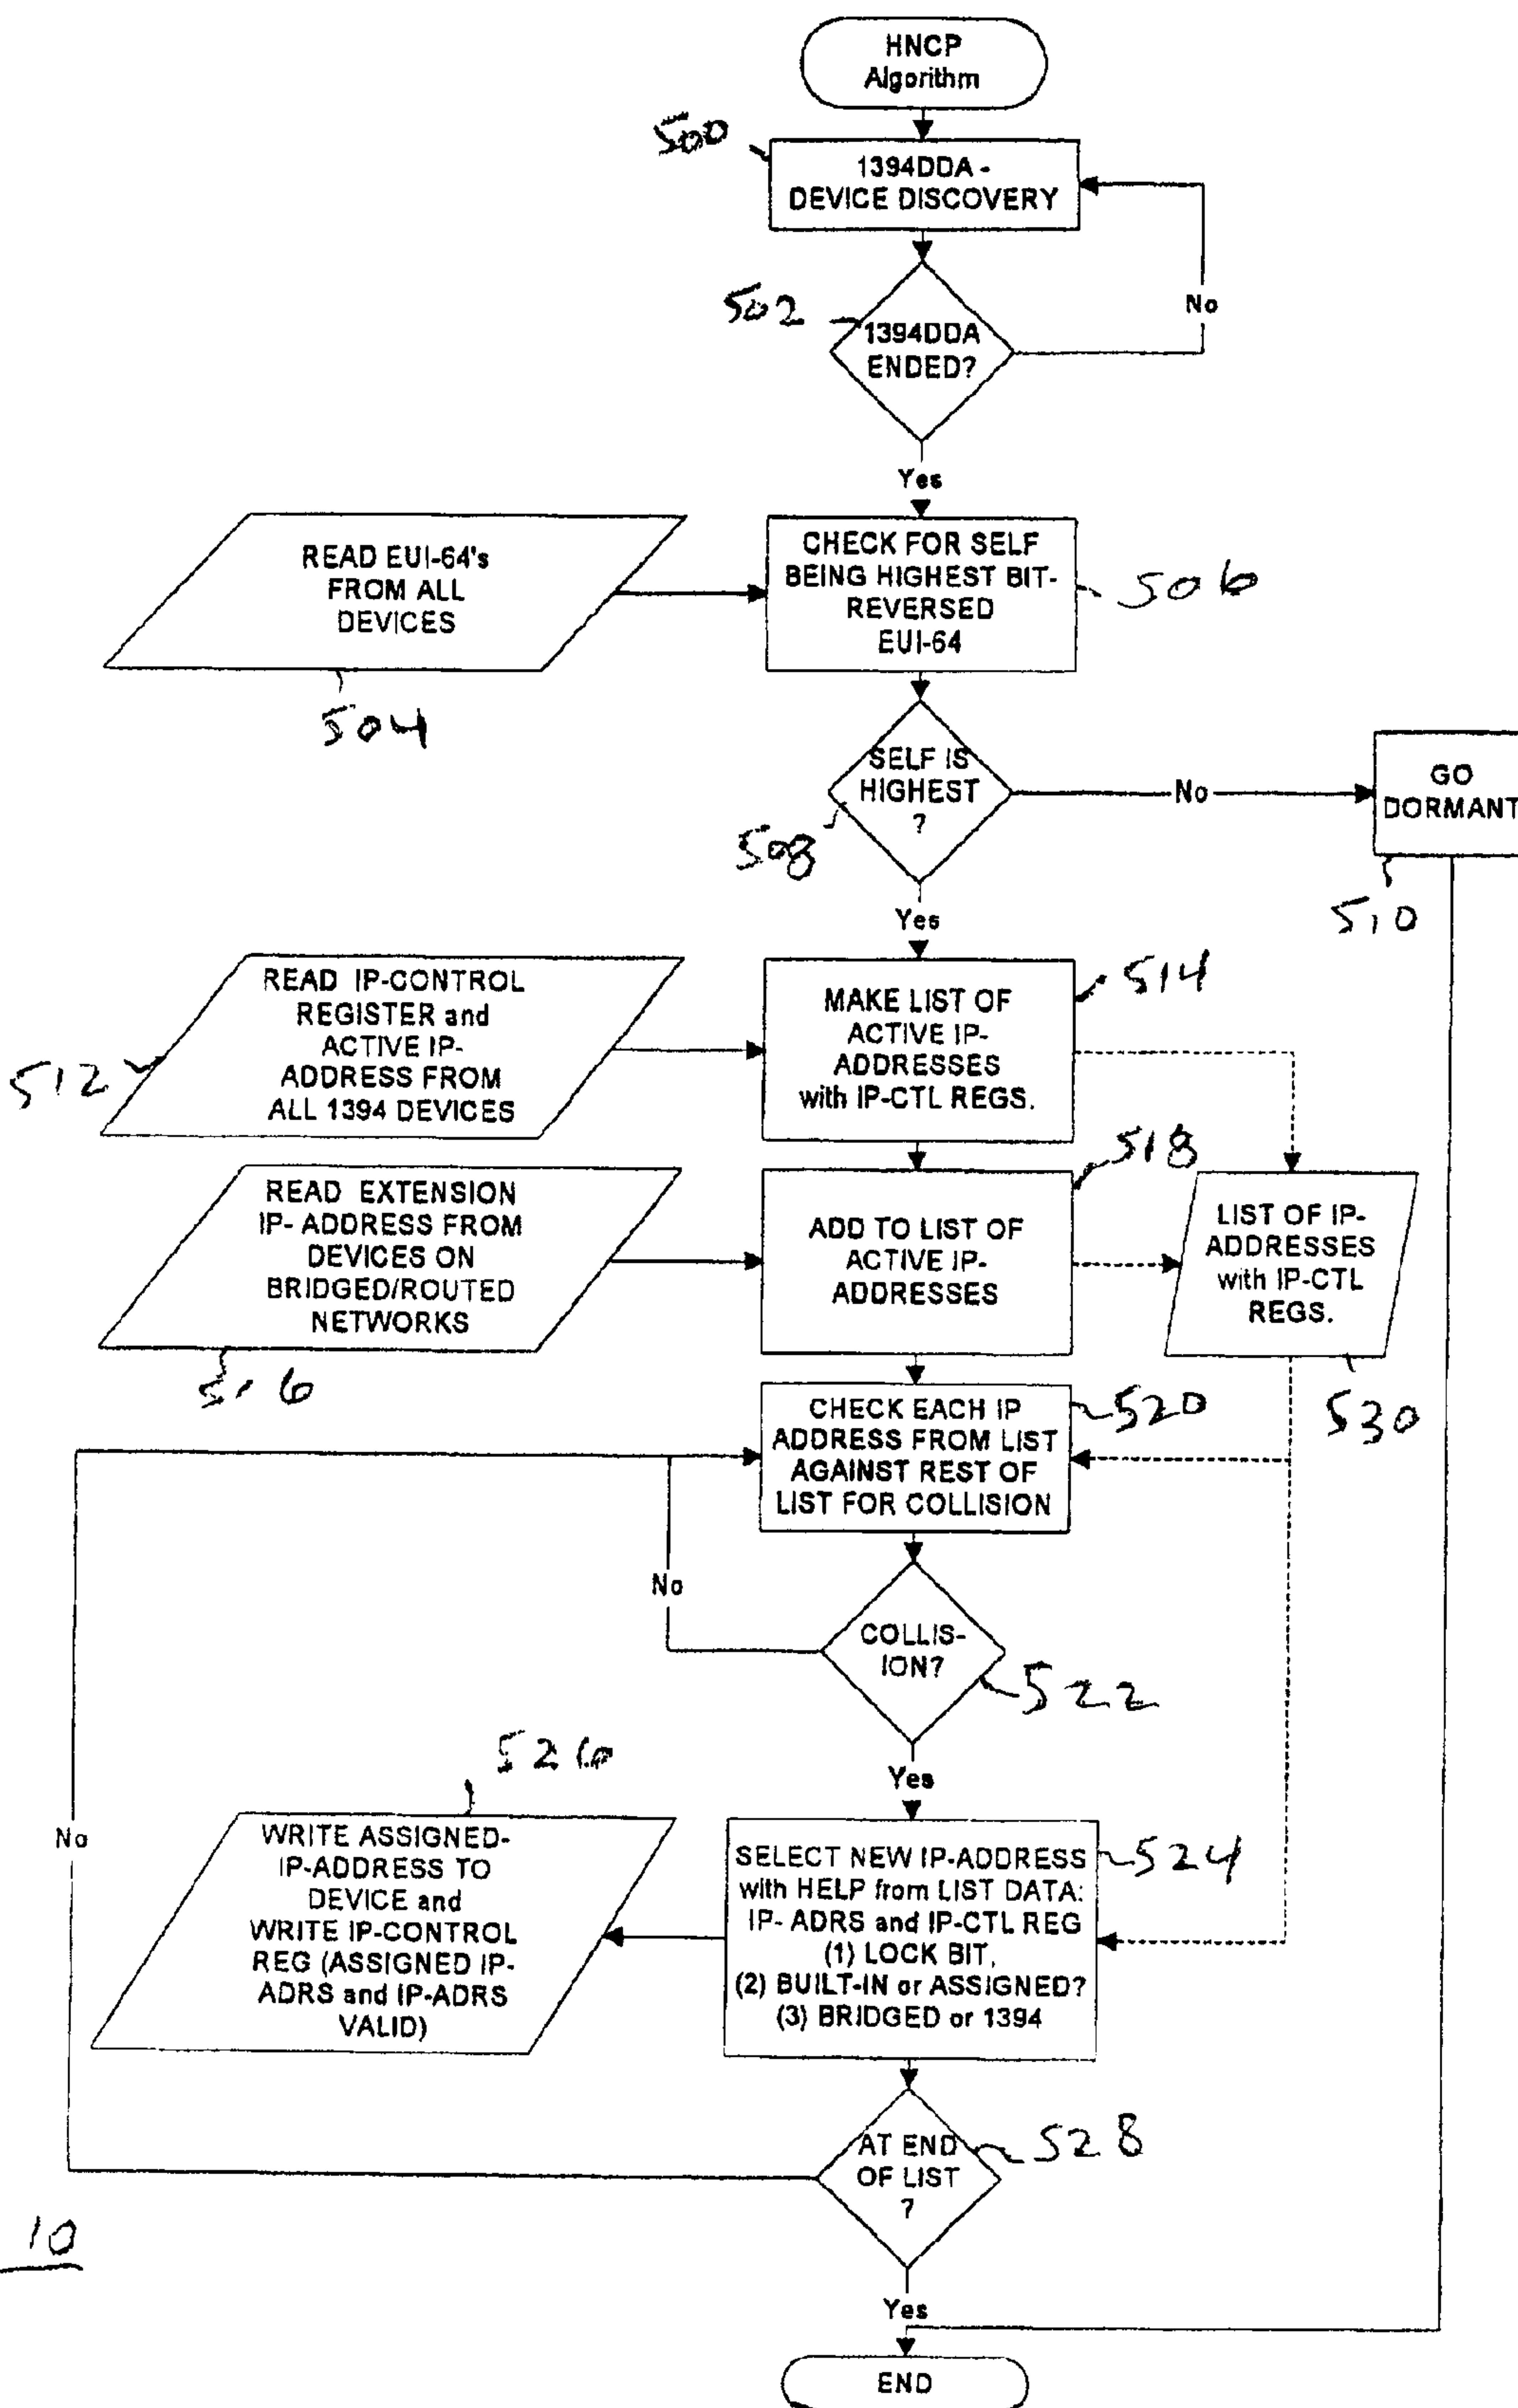 HNCP
Algorithm
500
1394DDA -
DEVICE DISCOVERY
502
1394DDA
ENDED?
No
Yes
READ EUI-64's
FROM ALL
DEVICES
504
CHECK FOR SELF
BEING HIGHEST BIT-
REVERSED
EUI-64
506
SELF IS
HIGHEST
?
508
No
GO
DORMANT
510
Yes
READ IP-CONTROL
REGISTER and
ACTIVE IP-
ADDRESS FROM
ALL 1394 DEVICES
512
MAKE LIST OF
ACTIVE IP-
ADDRESSES
with IP-CTL REGS.
514
READ EXTENSION
IP- ADDRESS FROM
DEVICES ON
BRIDGED/ROUTED
NETWORKS
516
ADD TO LIST OF
ACTIVE IP-
ADDRESSES
518
LIST OF IP-
ADDRESSES
with IP-CTL
REGS.
530
CHECK EACH IP
ADDRESS FROM LIST
AGAINST REST OF
LIST FOR COLLISION
520
No
COLLIS-
ION?
522
Yes
526
WRITE ASSIGNED-
IP-ADDRESS TO
DEVICE and
WRITE IP-CONTROL
REG (ASSIGNED IP-
ADRS and IP-ADRS
VALID)
SELECT NEW IP-ADDRESS
with HELP from LIST DATA:
IP- ADRS and IP-CTL REG
(1) LOCK BIT,
(2) BUILT-IN or ASSIGNED?
(3) BRIDGED or 1394
524
No
AT END
OF LIST
?
528
10
Yes
END